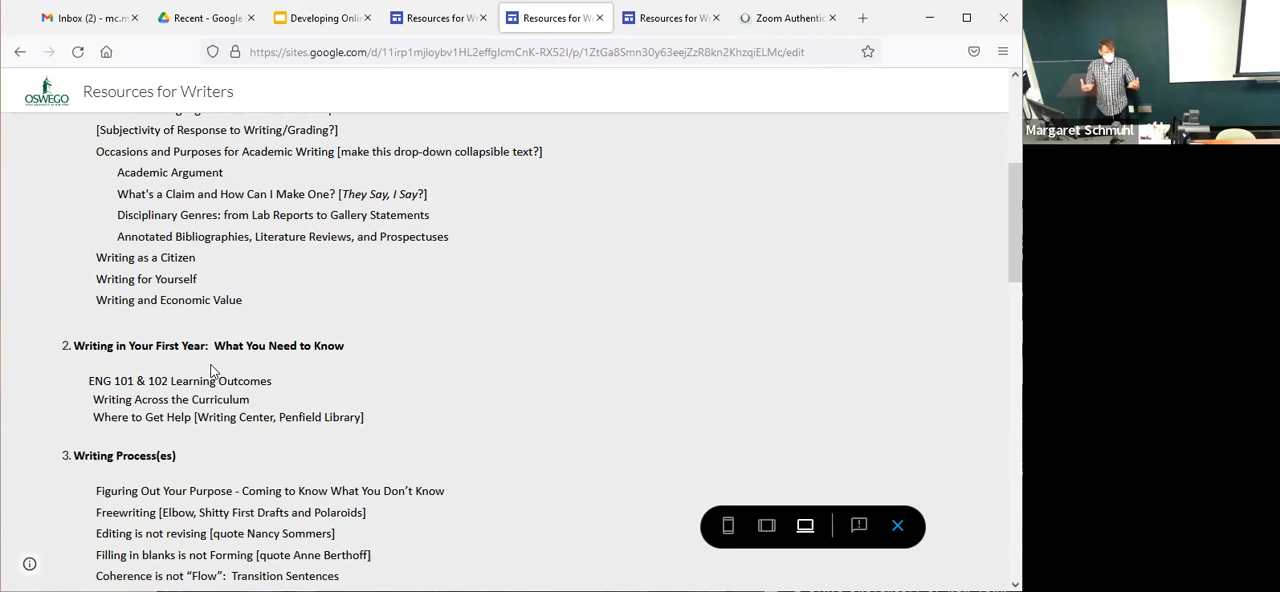 Inbox (2) - mc.m
Recent - Google
Developing Onli
Resources for W
Resources for W
Resources for W
Zoom Authentic
https://sites.google.com/d/11irp1mjloybv1HL2effgIcmCnK-RX52I/p/1ZtGa8Smn30y63eejZzR8kn2KhzqiELMc/edit
OSWEGO
Resources for Writers
[Subjectivity of Response to Writing/Grading?]
Occasions and Purposes for Academic Writing [make this drop-down collapsible text?]
Academic Argument
What's a Claim and How Can I Make One? [They Say, I Say?]
Disciplinary Genres: from Lab Reports to Gallery Statements
Annotated Bibliographies, Literature Reviews, and Prospectuses
Writing as a Citizen
Writing for Yourself
Writing and Economic Value
2. Writing in Your First Year: What You Need to Know
ENG 101 & 102 Learning Outcomes
Writing Across the Curriculum
Where to Get Help [Writing Center, Penfield Library]
3. Writing Process(es)
Figuring Out Your Purpose - Coming to Know What You Don't Know
Freewriting [Elbow, Shitty First Drafts and Polaroids]
Editing is not revising [quote Nancy Sommers]
Filling in blanks is not Forming [quote Anne Berthoff]
Coherence is not "Flow": Transition Sentences
Margaret Schmuhl